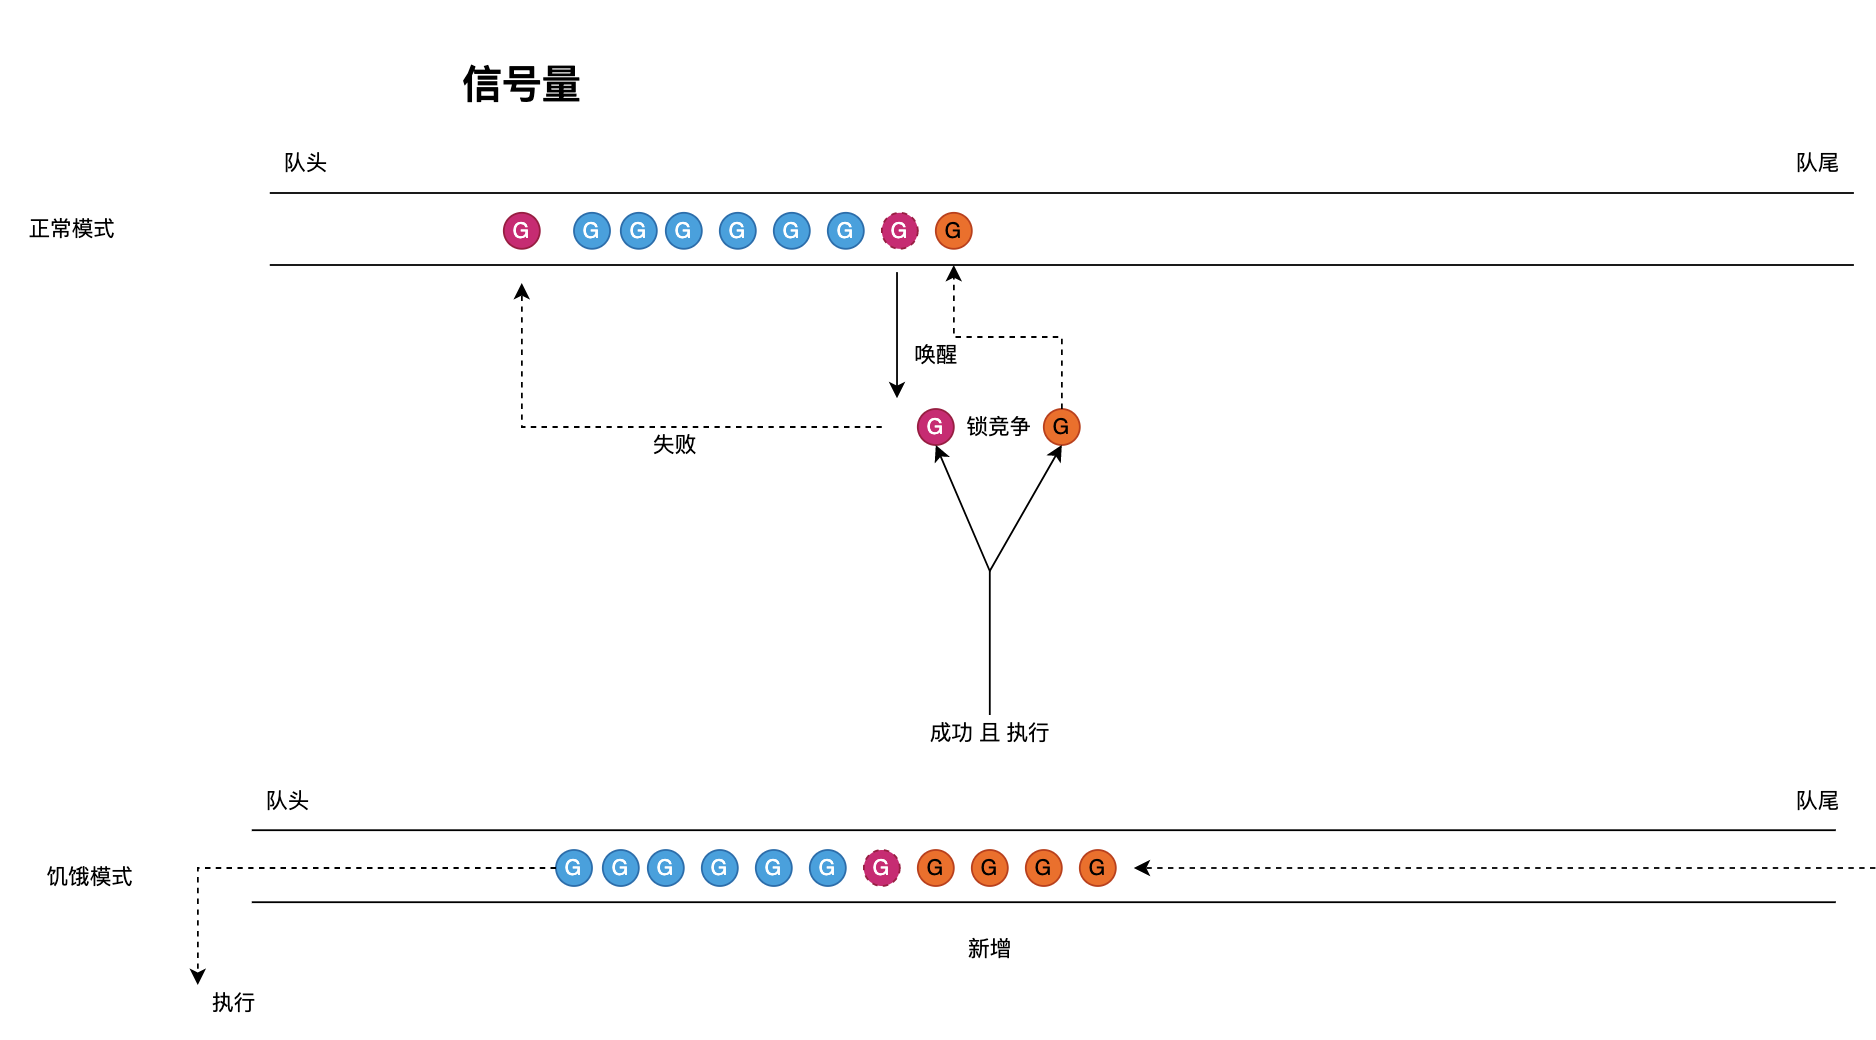 信号量
队头 队尾
正常模式
G G G G G G G G G
唤醒
G 锁竞争 G
失败
成功 且 执行
队头 队尾
饥饿模式
G G G G G G G G G G G
新增
执行